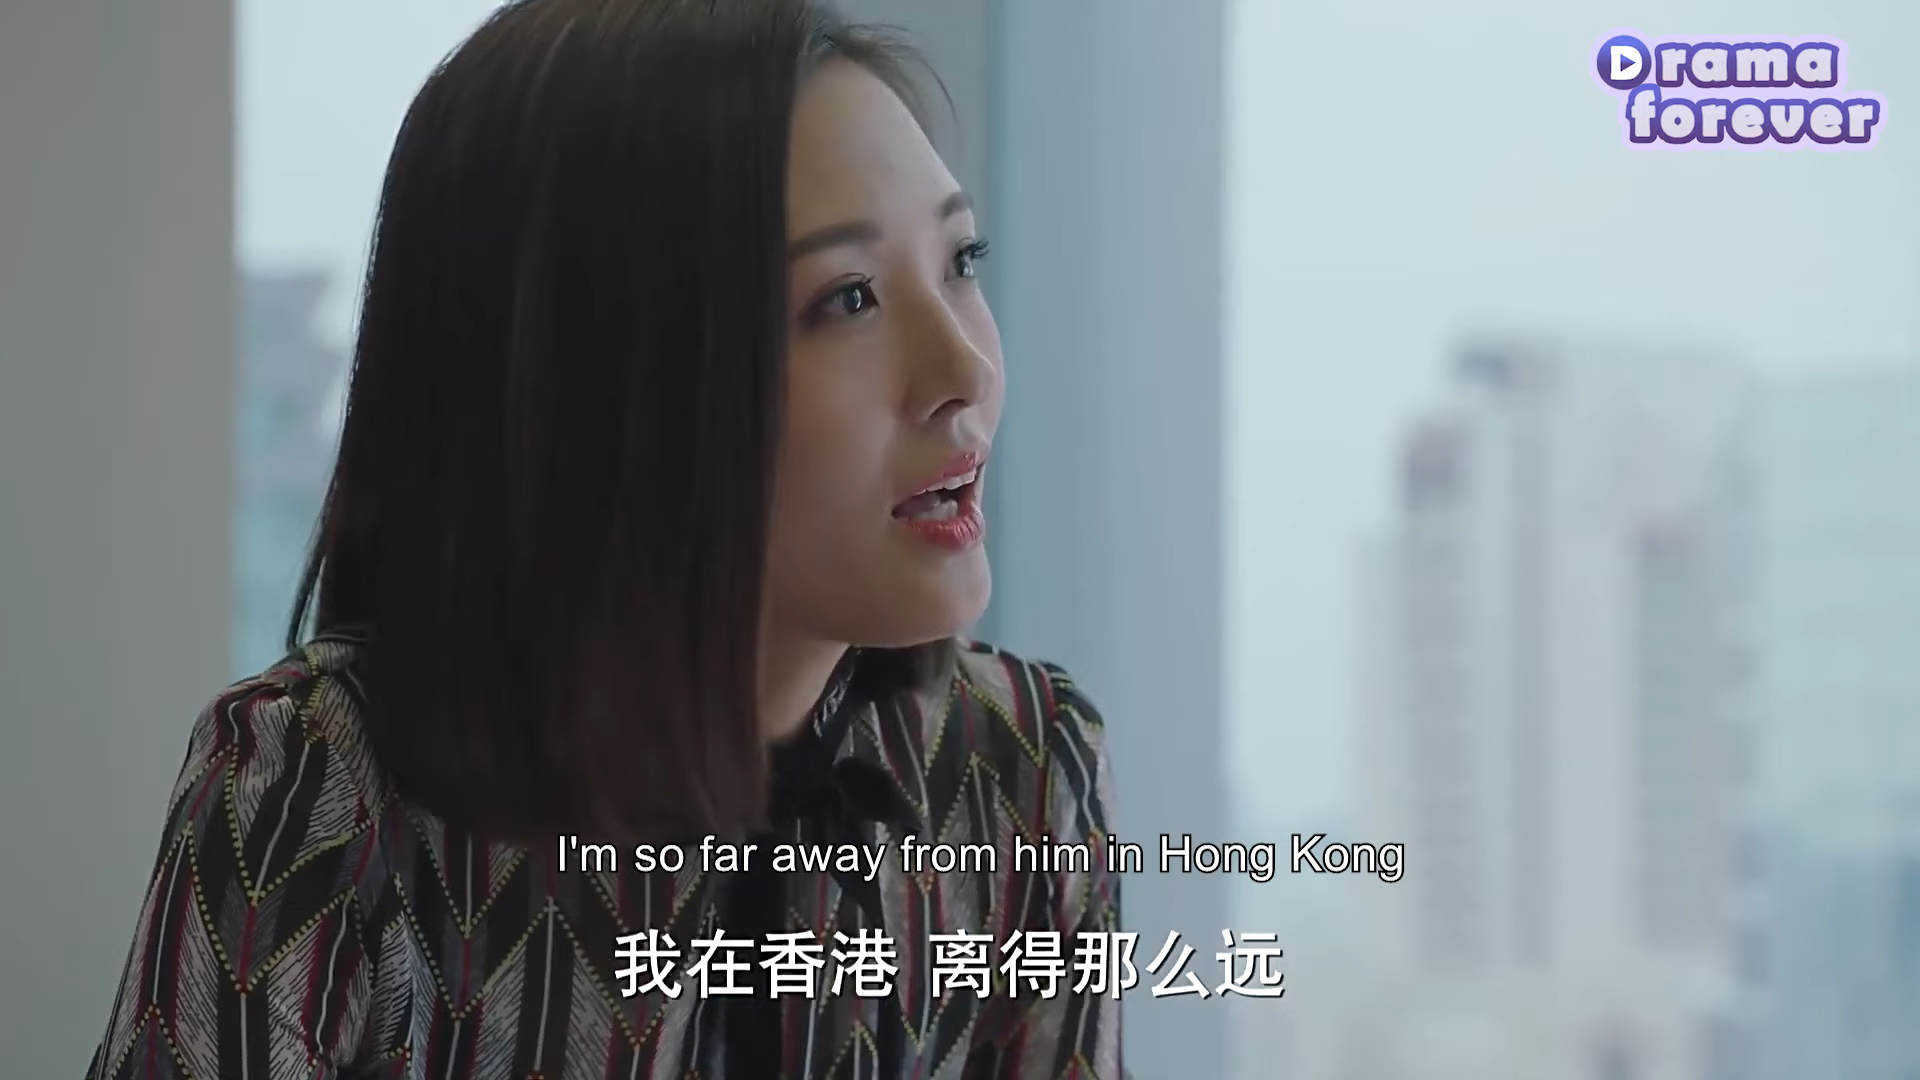 Drama
forever
I'm so far away from him in Hong Kong
我在香港 离得那么远